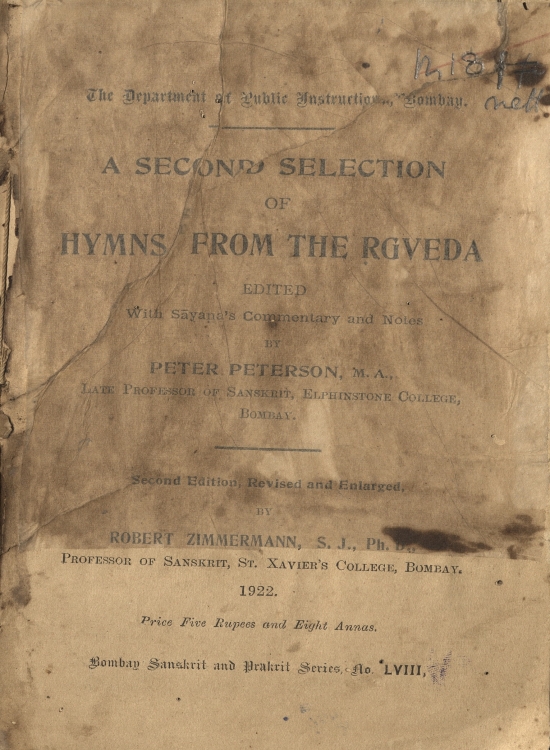 The Department of Public Instruction, Bombay.
A SECOND SELECTION
OF
HYMNS FROM THE RGVEDA
EDITED
With Sāyaṇa's Commentary and Notes
BY
PETER PETERSON, M. A.,
LATE PROFESSOR OF SANSKRIT, ELPHINSTONE COLLEGE,
BOMBAY.
Second Edition, Revised and Enlarged,
BY
ROBERT ZIMMERMANN, S. J., Ph. D.,
PROFESSOR OF SANSKRIT, ST. XAVIER'S COLLEGE, BOMBAY.
1922.
Price Five Rupees and Eight Annas.
Bombay Sanskrit and Prakrit Series, No. LVIII,